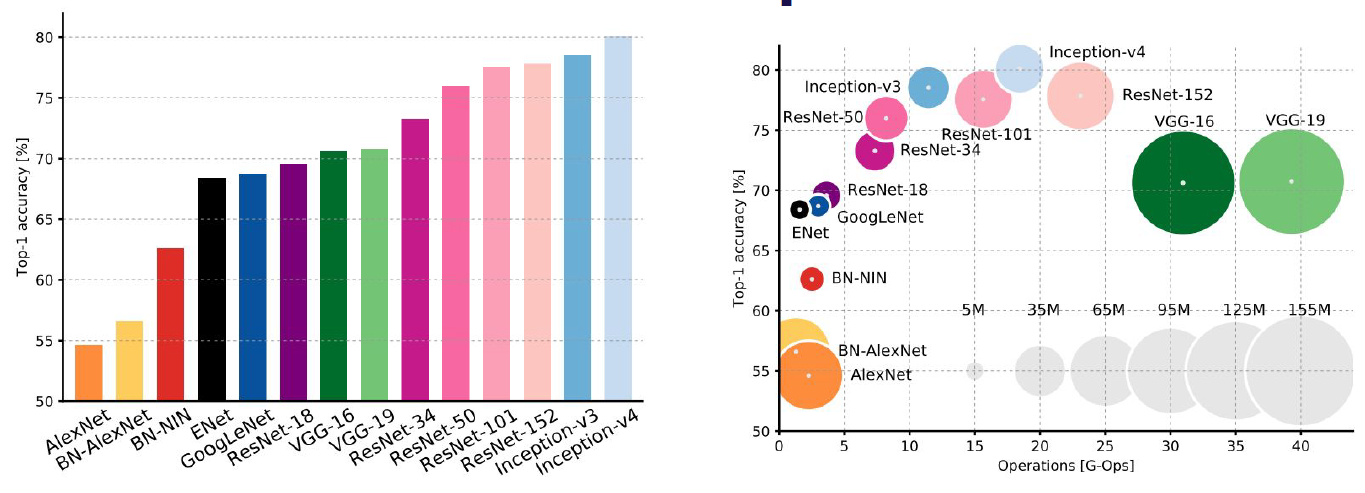 80
75
70
65
60
55
50
Top-1 accuracy [%]
AlexNet
BN-AlexNet
BN-NIN
ENet
GoogLeNet
ResNet-18
VGG-16
VGG-19
ResNet-34
ResNet-50
ResNet-101
ResNet-152
Inception-v3
Inception-v4
80
75
70
65
60
55
50
Top-1 accuracy [%]
Inception-v4
Inception-v3
ResNet-152
ResNet-50
VGG-16
VGG-19
ResNet-101
ResNet-34
ResNet-18
GoogLeNet
ENet
BN-NIN
5M 35M 65M 95M 125M 155M
BN-AlexNet
AlexNet
0 5 10 15 20 25 30 35 40
Operations [G-Ops]